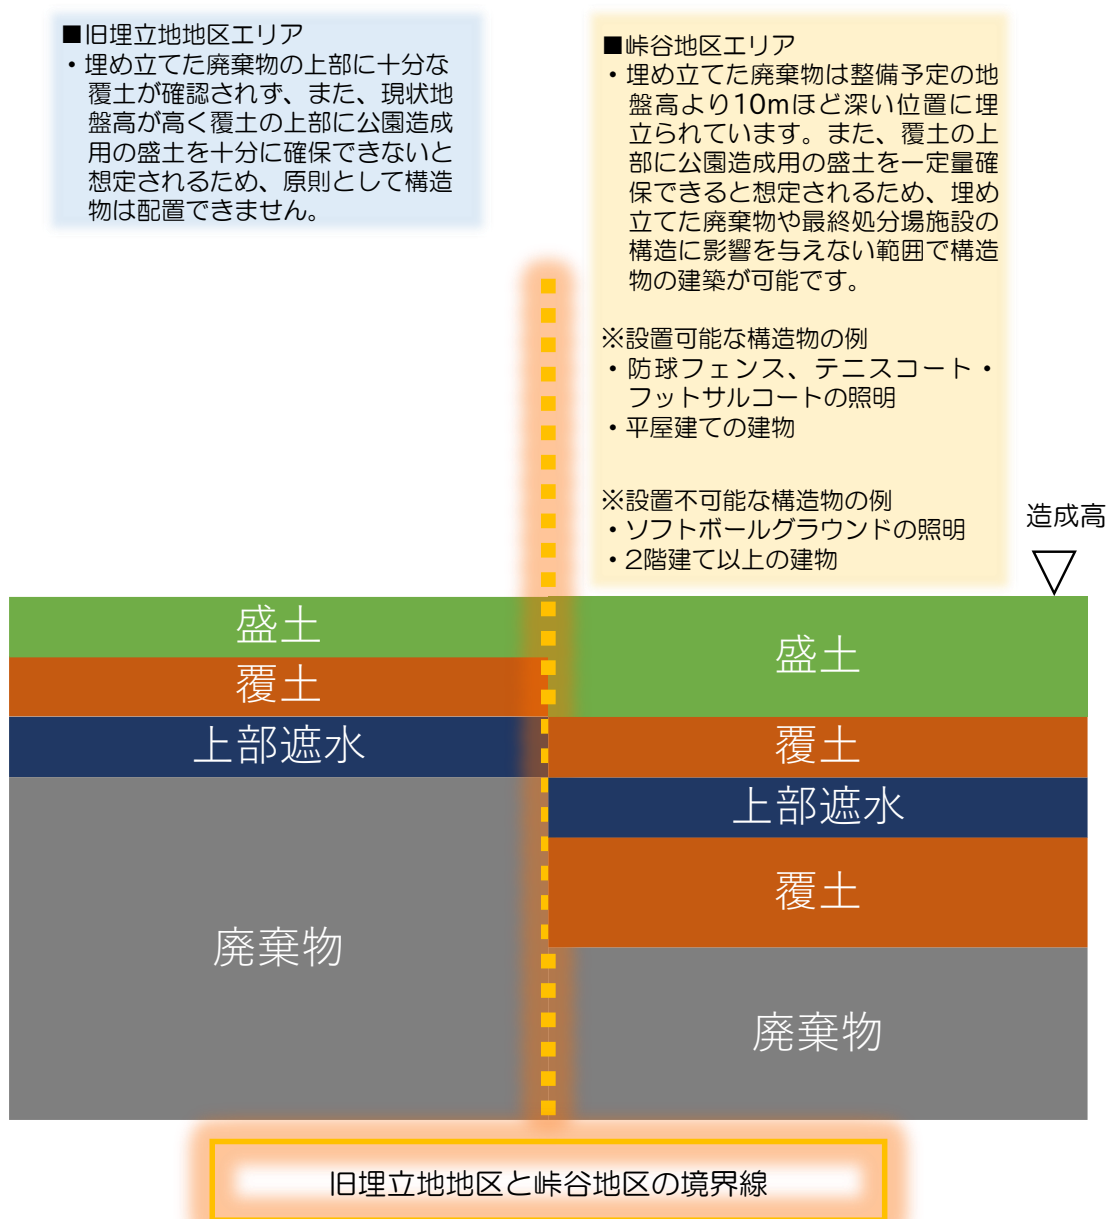 ■旧埋立地地区エリア
・埋め立てた廃棄物の上部に十分な
覆土が確認されず、また、現状地
盤高が高く覆土の上部に公園造成
用の盛土を十分に確保できないと
想定されるため、原則として構造
物は配置できません。
■峠谷地区エリア
・埋め立てた廃棄物は整備予定の地
盤高より10mほど深い位置に埋
立られています。また、覆土の上
部に公園造成用の盛土を一定量確
保できると想定されるため、埋め
立てた廃棄物や最終処分場施設の
構造に影響を与えない範囲で構造
物の建築が可能です。
※設置可能な構造物の例
・防球フェンス、テニスコート・
フットサルコートの照明
・平屋建ての建物
※設置不可能な構造物の例
・ソフトボールグラウンドの照明
・2階建て以上の建物
造成高
盛土
覆土
上部遮水
廃棄物
盛土
覆土
上部遮水
覆土
廃棄物
旧埋立地地区と峠谷地区の境界線